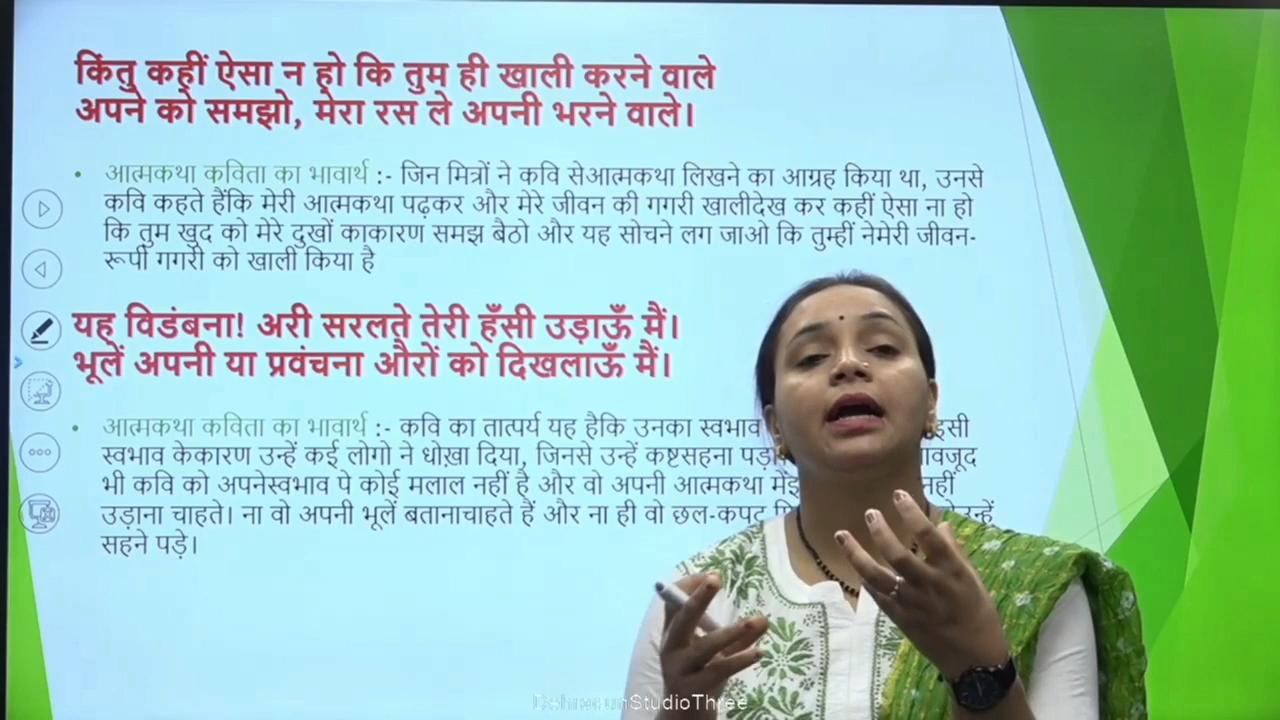 किंतु कहीं ऐसा न हो कि तुम ही खाली करने वाले
अपने को समझो, मेरा रस ले अपनी भरने वाले।
• आत्मकथा कविता का भावार्थ :- जिन मित्रों ने कवि सेआत्मकथा लिखने का आग्रह किया था, उनसे
कवि कहते हैंकि मेरी आत्मकथा पढ़कर और मेरे जीवन की गगरी खालीदेख कर कहीं ऐसा ना हो
कि तुम खुद को मेरे दुखों काकारण समझ बैठो और यह सोचने लग जाओ कि तुम्हीं नेमेरी जीवन-
रूपी गगरी को खाली किया है
यह विडंबना! अरी सरलते तेरी हँसी उड़ाऊँ मैं।
भूलें अपनी या प्रवंचना औरों को दिखलाऊँ मैं।
• आत्मकथा कविता का भावार्थ :- कवि का तात्पर्य यह हैकि उनका स्वभाव इसी
स्वभाव केकारण उन्हें कई लोगो ने धोख़ा दिया, जिनसे उन्हें कष्टसहना पड़ा
भी कवि को अपनेस्वभाव पे कोई मलाल नहीं है और वो अपनी आत्मकथा में नहीं
उड़ाना चाहते। ना वो अपनी भूलें बतानाचाहते हैं और ना ही वो छल-कपट
सहने पड़े।
StudioThree